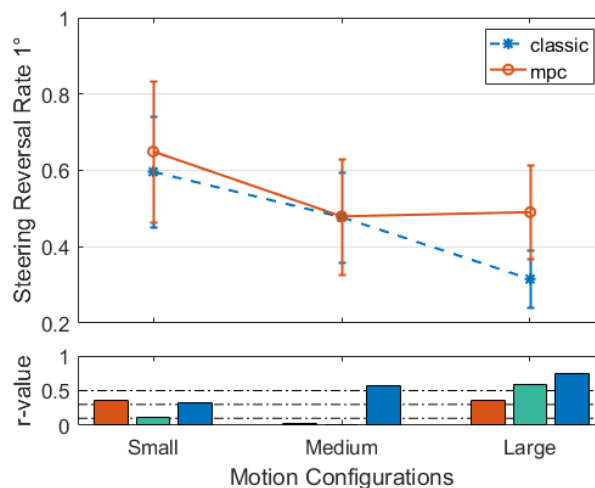 1
0.8
0.6
0.4
0.2
Steering Reversal Rate 1°
classic
mpc
1
0.5
0
r-value
Small Medium Large
Motion Configurations